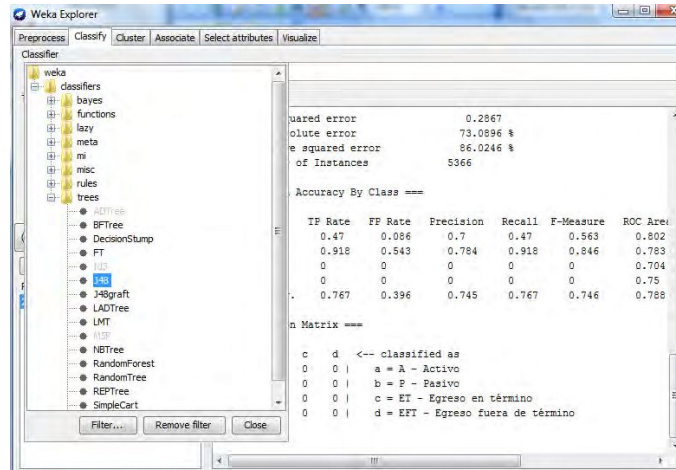 Weka Explorer
Preprocess Classify Cluster Associate Select attributes Visualize
Classifier
weka
classifiers
bayes
functions
lazy
meta
mi
misc
rules
trees
ADTree
BFTree
DecisionStump
FT
Id3
J48
J48graft
LADTree
LMT
M5P
NBTree
RandomForest
RandomTree
REPTree
SimpleCart
Filter... Remove filter Close
uared error 0.2867
olute error 73.0896 %
e squared error 86.0246 %
of Instances 5366
Accuracy By Class ===
TP Rate FP Rate Precision Recall F-Measure ROC Area
0.47 0.086 0.7 0.47 0.563 0.802
0.918 0.543 0.784 0.918 0.846 0.783
0 0 0 0 0 0.704
0 0 0 0 0 0.75
. 0.767 0.396 0.745 0.767 0.746 0.788
n Matrix ===
c d <-- classified as
0 0 | a = A - Activo
0 0 | b = P - Pasivo
0 0 | c = ET - Egreso en término
0 0 | d = EFT - Egreso fuera de término